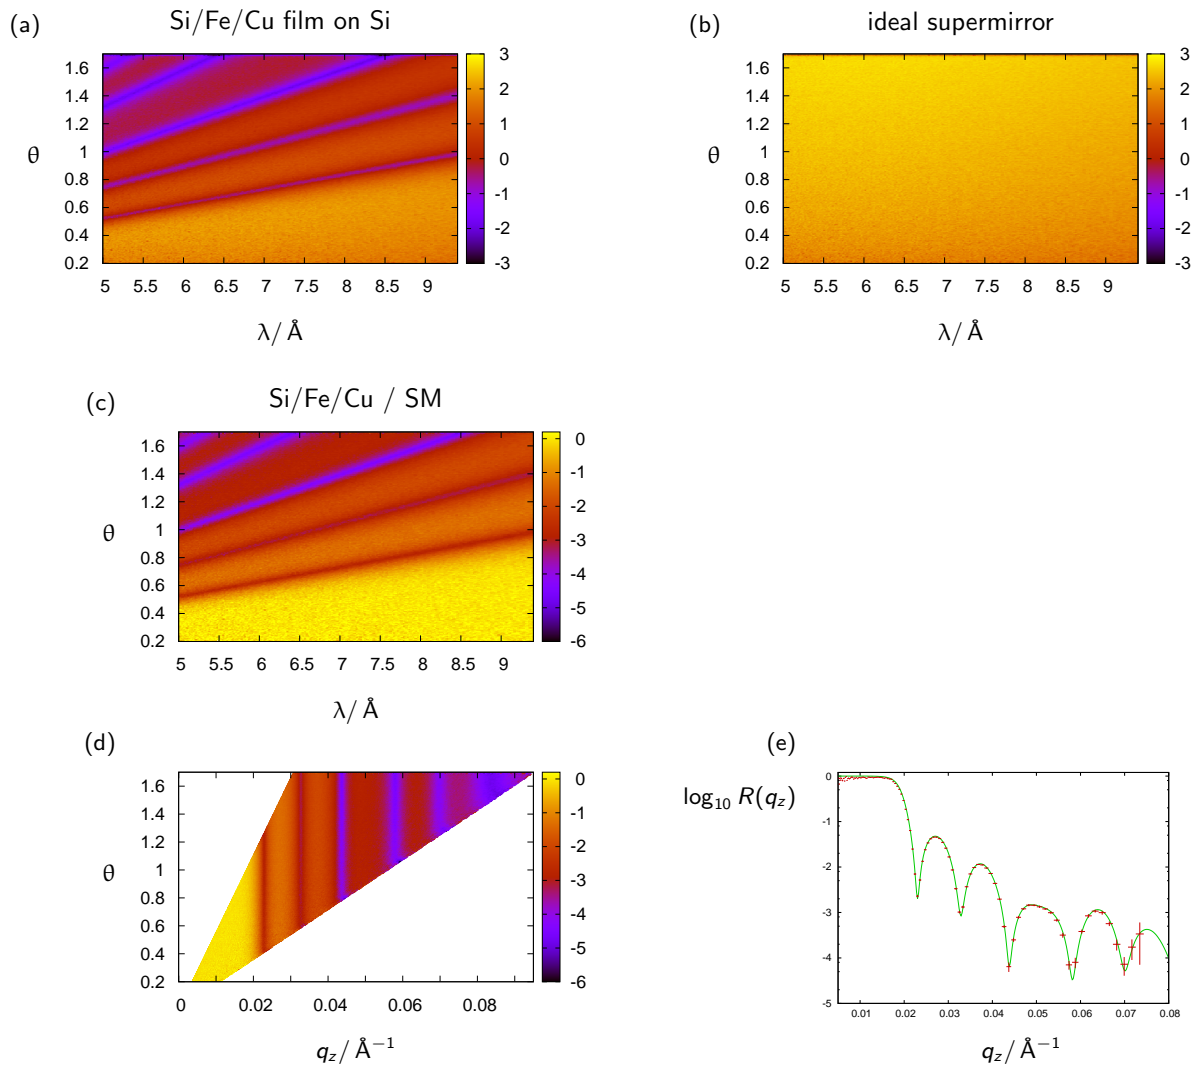 (a)
Si/Fe/Cu film on Si
1.6
1.4
1.2
1
0.8
0.6
0.4
0.2
θ
5 5.5 6 6.5 7 7.5 8 8.5 9
λ/ Å
3
2
1
0
-1
-2
-3
(b)
ideal supermirror
1.6
1.4
1.2
1
0.8
0.6
0.4
0.2
θ
5 5.5 6 6.5 7 7.5 8 8.5 9
λ/ Å
3
2
1
0
-1
-2
-3
(c)
Si/Fe/Cu / SM
1.6
1.4
1.2
1
0.8
0.6
0.4
0.2
θ
5 5.5 6 6.5 7 7.5 8 8.5 9
λ/ Å
0
-1
-2
-3
-4
-5
-6
(d)
1.6
1.4
1.2
1
0.8
0.6
0.4
0.2
θ
0 0.02 0.04 0.06 0.08
q_z/ Å⁻¹
0
-1
-2
-3
-4
-5
-6
(e)
log₁₀ R(q_z)
0
-1
-2
-3
-4
-5
0.01 0.02 0.03 0.04 0.05 0.06 0.07 0.08
q_z/ Å⁻¹